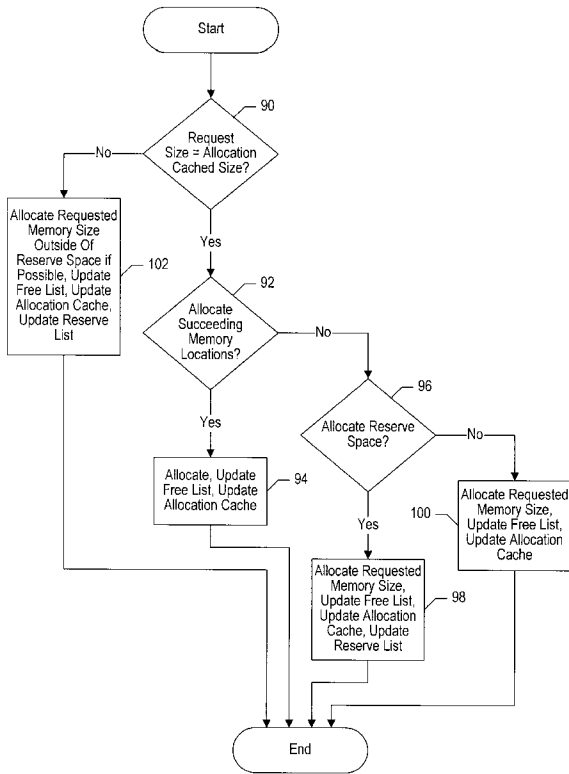 Start
90
Request
Size = Allocation
Cached Size?
No
Yes
Allocate Requested
Memory Size
Outside Of
Reserve Space if
Possible, Update
Free List, Update
Allocation Cache,
Update Reserve
List
102
92
Allocate
Succeeding
Memory
Locations?
No
Yes
96
Allocate Reserve
Space?
No
Yes
Allocate, Update
Free List, Update
Allocation Cache
94
Allocate Requested
Memory Size,
Update Free List,
Update Allocation
Cache
100
Allocate Requested
Memory Size,
Update Free List,
Update Allocation
Cache, Update
Reserve List
98
End